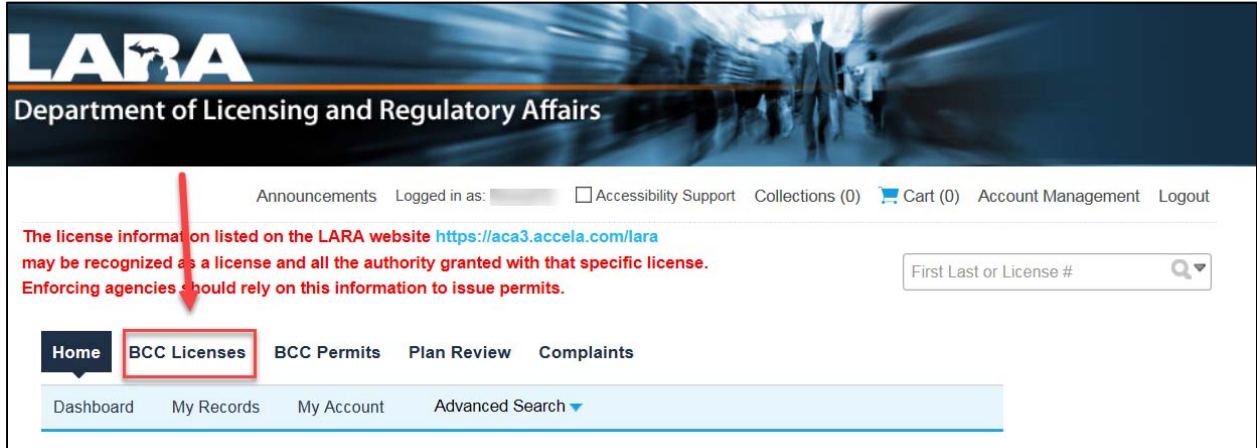 LARA
Department of Licensing and Regulatory Affairs
Announcements Logged in as: Accessibility Support Collections (0) Cart (0) Account Management Logout
The license information listed on the LARA website https://aca3.accela.com/lara
may be recognized as a license and all the authority granted with that specific license.
Enforcing agencies should rely on this information to issue permits.
First Last or License #
Home BCC Licenses BCC Permits Plan Review Complaints
Dashboard My Records My Account Advanced Search